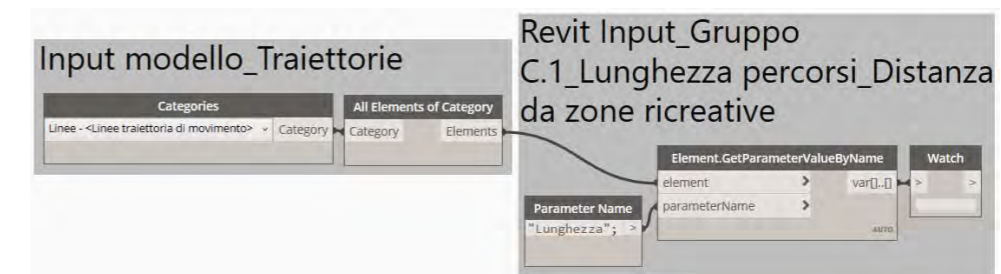 Input modello_Traiettorie
Categories
Linee - <Linee traiettoria di movimento> Category
All Elements of Category
Category Elements
Revit Input_Gruppo
C.1_Lunghezza percorsi_Distanza
da zone ricreative
Element.GetParameterValueByName
element > var[]..[]
parameterName >
AUTO
Watch
> >
Parameter Name
"Lunghezza"; >